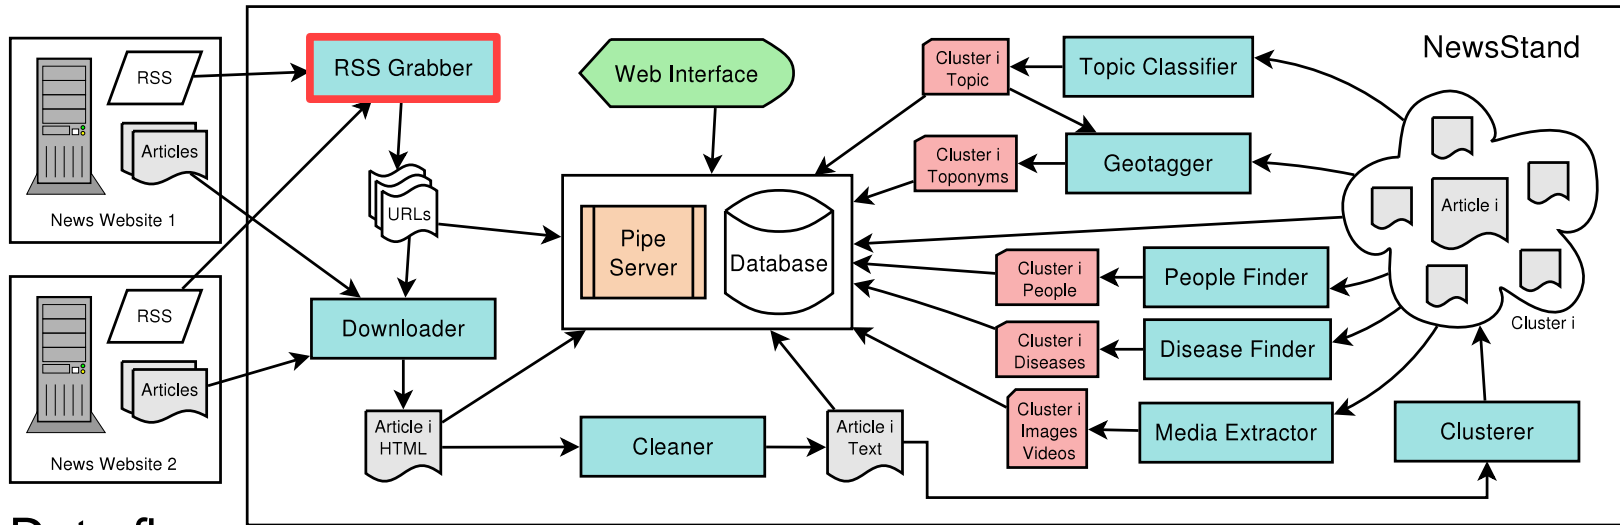 NewsStand
RSS
Articles
News Website 1
RSS
Articles
News Website 2
RSS Grabber
URLs
Downloader
Article i
HTML
Cleaner
Article i
Text
Web Interface
Pipe
Server
Database
Cluster i
Topic
Topic Classifier
Cluster i
Toponyms
Geotagger
Cluster i
People
People Finder
Cluster i
Diseases
Disease Finder
Cluster i
Images
Videos
Media Extractor
Article i
Cluster i
Clusterer